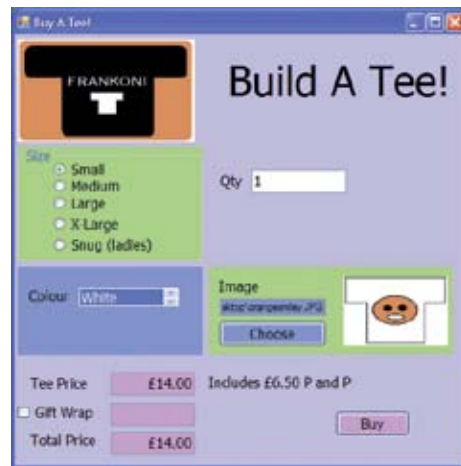 Buy A Tee!
FRANKONI
Build A Tee!
Size
Small
Medium
Large
X-Large
Snug (ladies)
Qty 1
Colour White
Image
Choose
Tee Price £14.00 Includes £6.50 P and P
Gift Wrap
Total Price £14.00
Buy